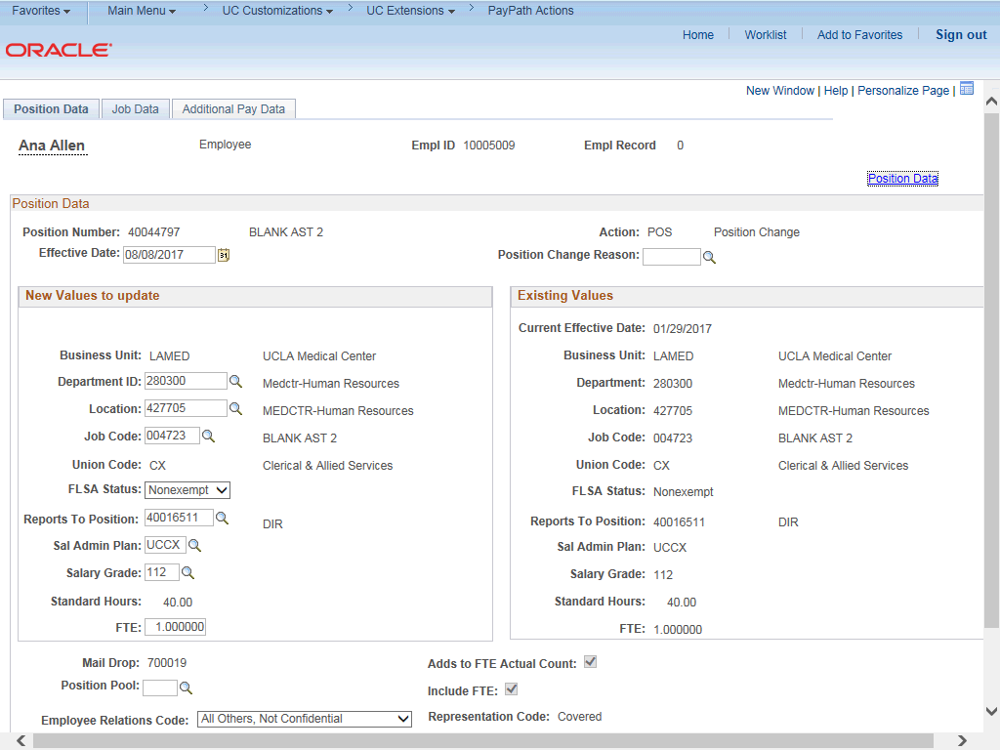 Favorites Main Menu UC Customizations UC Extensions PayPath Actions
Home Worklist Add to Favorites Sign out
ORACLE
New Window | Help | Personalize Page |
Position Data Job Data Additional Pay Data
Ana Allen Employee Empl ID 10005009 Empl Record 0
Position Data
Position Data
Position Number: 40044797 BLANK AST 2 Action: POS Position Change
Effective Date: 08/08/2017 31 Position Change Reason:
New Values to update
Business Unit: LAMED UCLA Medical Center
Department ID: 280300 Medctr-Human Resources
Location: 427705 MEDCTR-Human Resources
Job Code: 004723 BLANK AST 2
Union Code: CX Clerical & Allied Services
FLSA Status: Nonexempt
Reports To Position: 40016511 DIR
Sal Admin Plan: UCCX
Salary Grade: 112
Standard Hours: 40.00
FTE: 1.000000
Existing Values
Current Effective Date: 01/29/2017
Business Unit: LAMED UCLA Medical Center
Department: 280300 Medctr-Human Resources
Location: 427705 MEDCTR-Human Resources
Job Code: 004723 BLANK AST 2
Union Code: CX Clerical & Allied Services
FLSA Status: Nonexempt
Reports To Position: 40016511 DIR
Sal Admin Plan: UCCX
Salary Grade: 112
Standard Hours: 40.00
FTE: 1.000000
Mail Drop: 700019 Adds to FTE Actual Count:
Position Pool: Include FTE:
Employee Relations Code: All Others, Not Confidential Representation Code: Covered